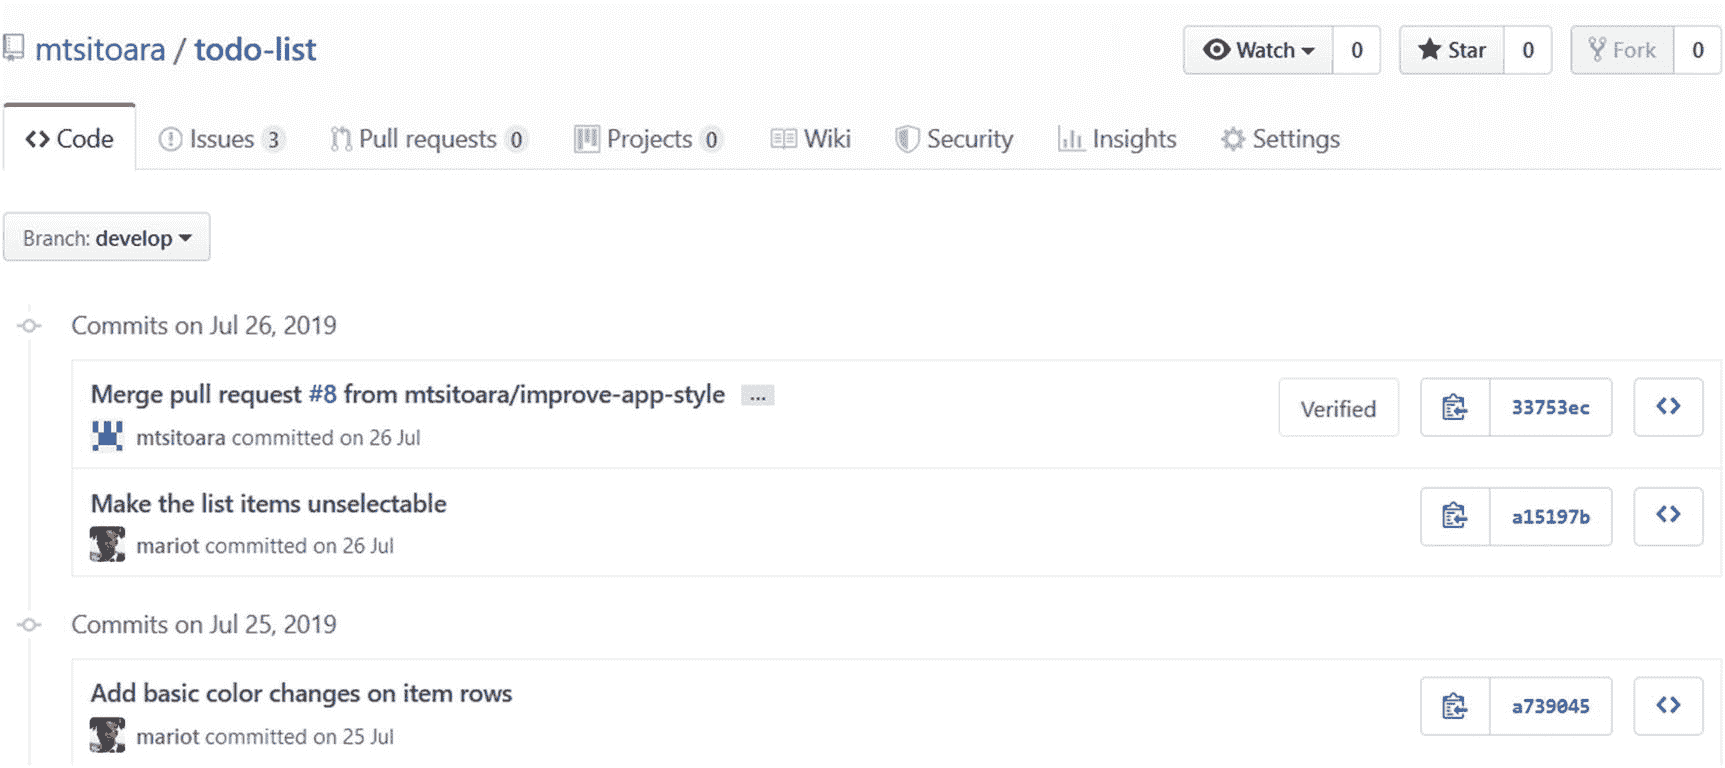 mtsitoara / todo-list Watch 0 Star 0 Fork 0
Code Issues 3 Pull requests 0 Projects 0 Wiki Security Insights Settings
Branch: develop
Commits on Jul 26, 2019
Merge pull request #8 from mtsitoara/improve-app-style ... Verified 33753ec
mtsitoara committed on 26 Jul
Make the list items unselectable a15197b
mariot committed on 26 Jul
Commits on Jul 25, 2019
Add basic color changes on item rows a739045
mariot committed on 25 Jul